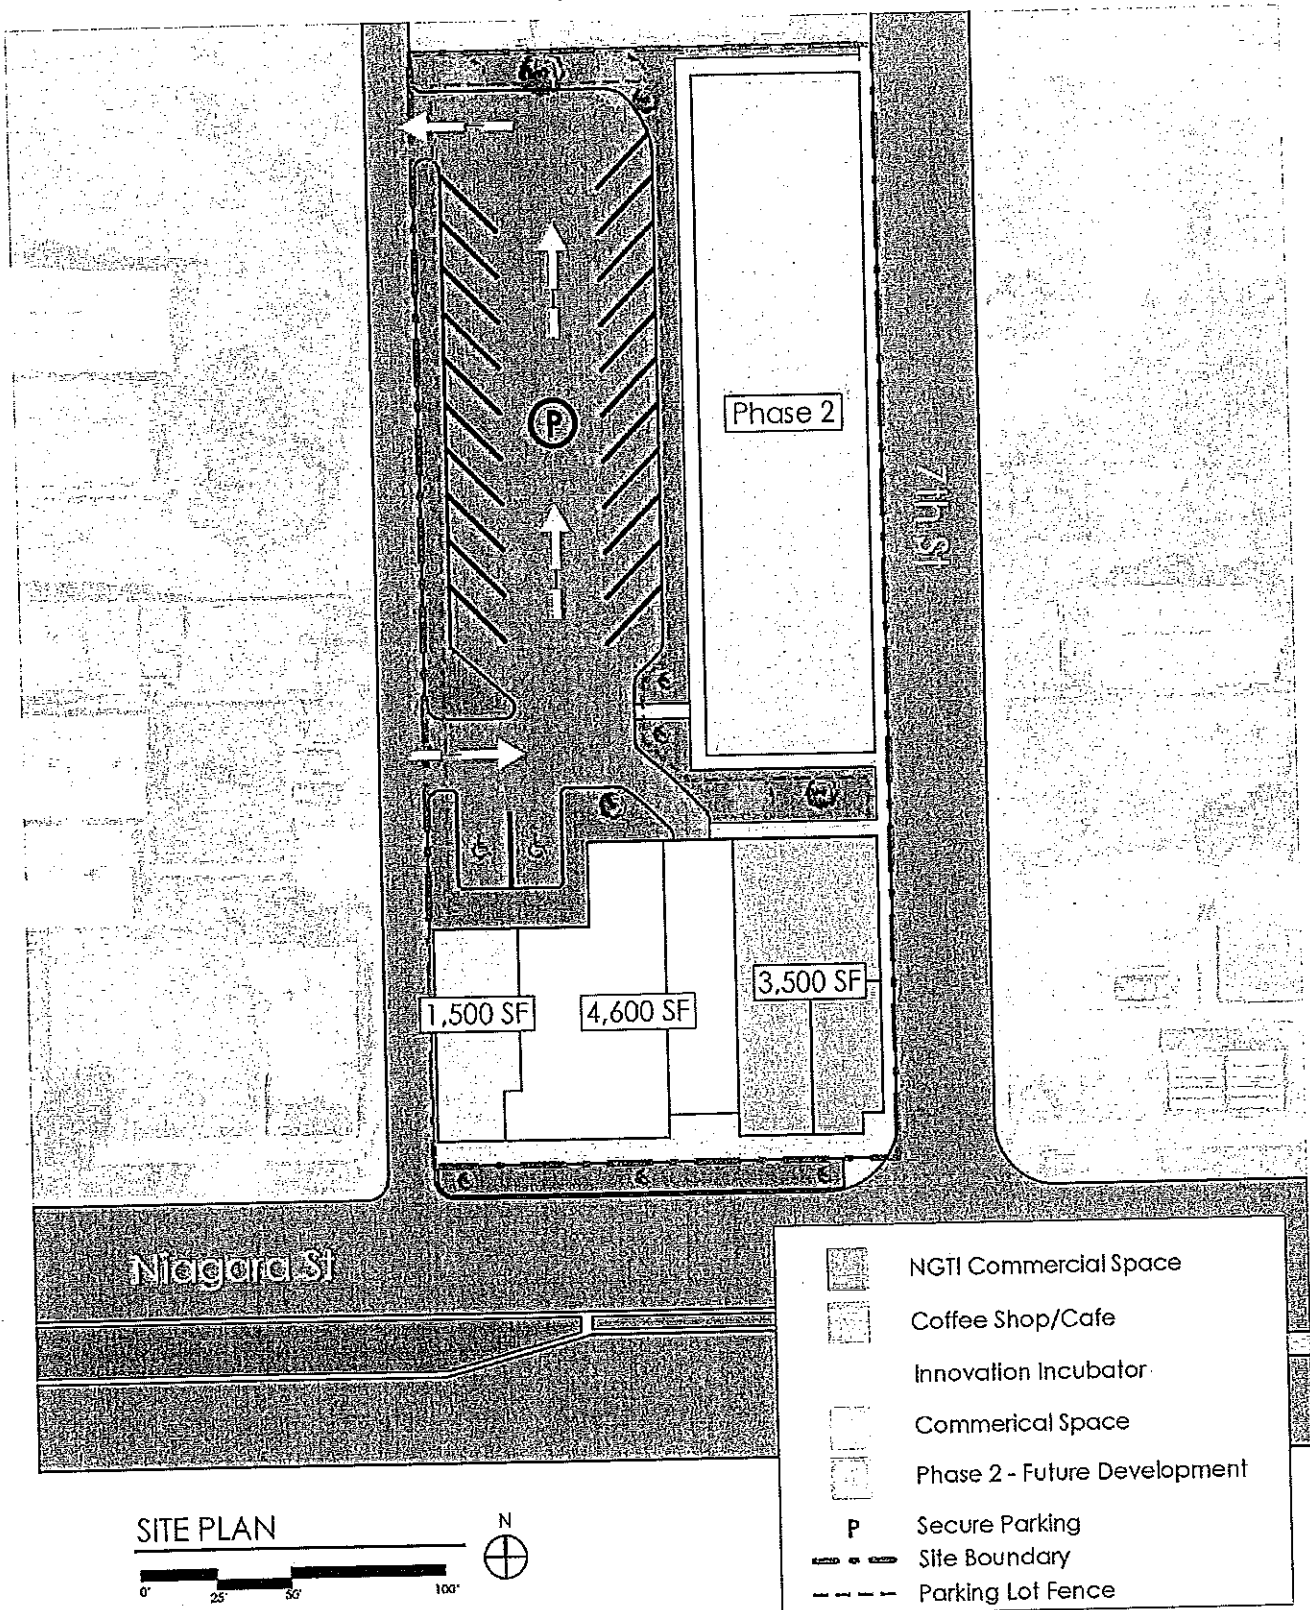 Phase 2
P
7th St
1,500 SF
4,600 SF
3,500 SF
Niagara St
NGTI Commercial Space
Coffee Shop/Cafe
Innovation Incubator
Commerical Space
Phase 2 - Future Development
P Secure Parking
Site Boundary
Parking Lot Fence
SITE PLAN
N
0' 25' 50' 100'